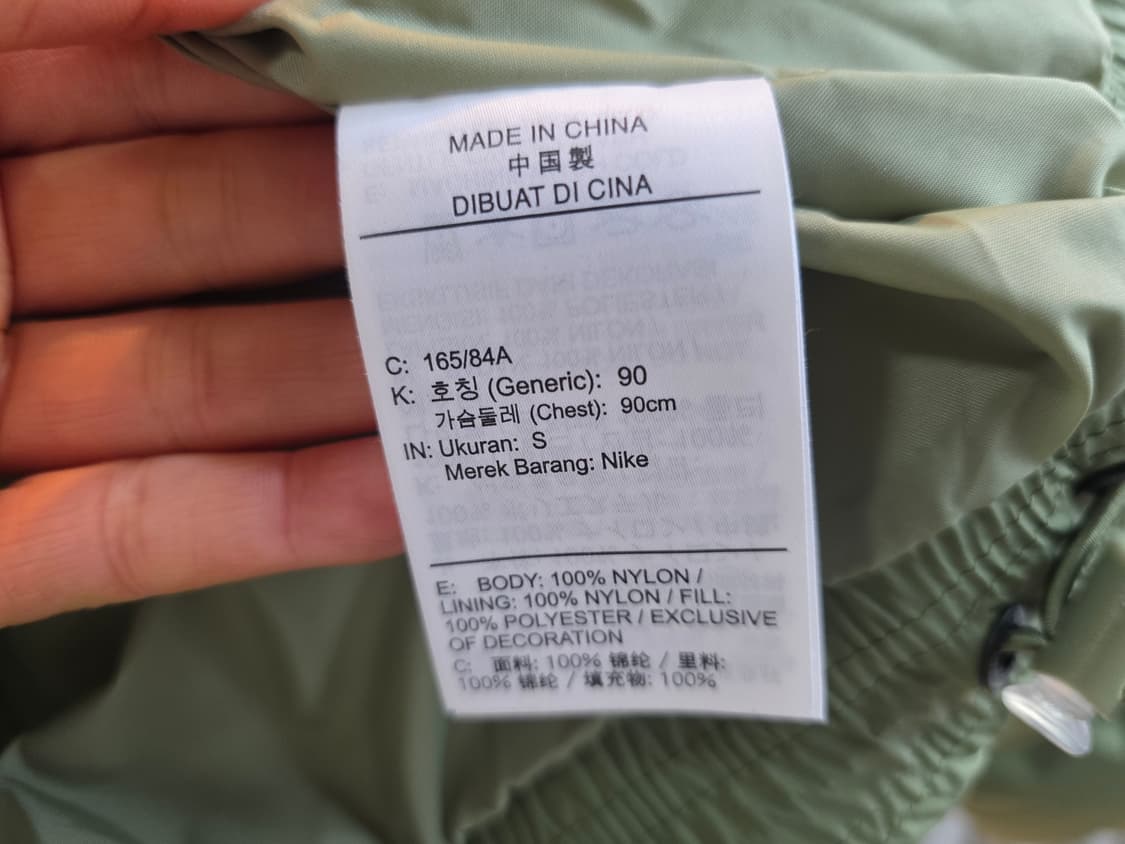 MADE IN CHINA
中国製
DIBUAT DI CINA
C: 165/84A
K: 호칭 (Generic): 90
가슴둘레 (Chest): 90cm
IN: Ukuran: S
Merek Barang: Nike
E: BODY: 100% NYLON /
LINING: 100% NYLON / FILL:
100% POLYESTER / EXCLUSIVE
OF DECORATION
C: 面料: 100% 锦纶 / 里料:
100% 锦纶 / 填充物: 100%